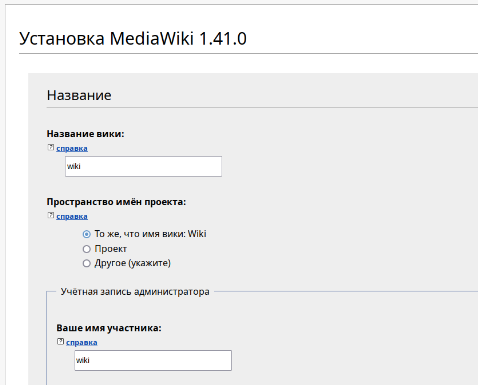 Установка MediaWiki 1.41.0
Название
Название вики:
? справка
wiki
Пространство имён проекта:
? справка
То же, что имя вики: Wiki
Проект
Другое (укажите)
Учётная запись администратора
Ваше имя участника:
? справка
wiki